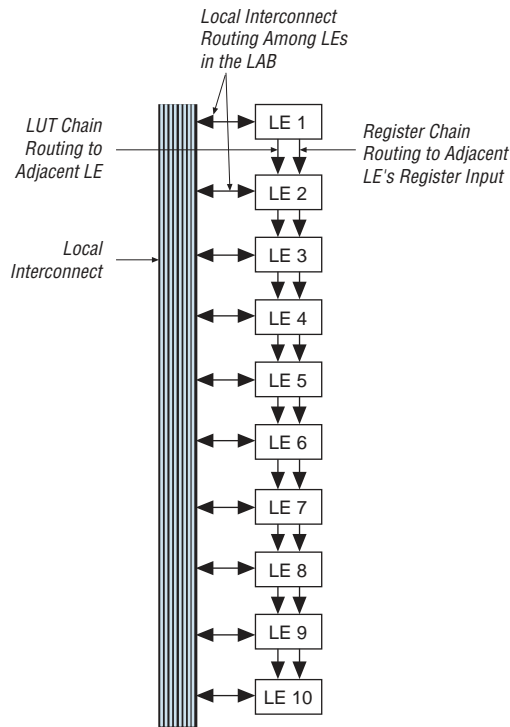 Local Interconnect
Routing Among LEs
in the LAB
LUT Chain
Routing to
Adjacent LE
Register Chain
Routing to Adjacent
LE's Register Input
Local
Interconnect
LE 1
LE 2
LE 3
LE 4
LE 5
LE 6
LE 7
LE 8
LE 9
LE 10